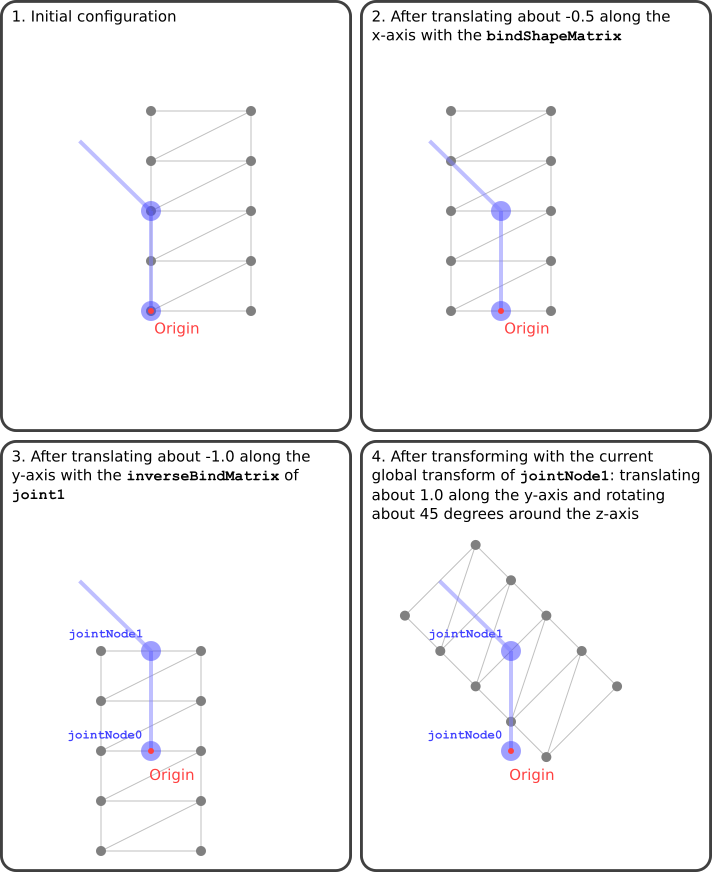 1. Initial configuration
Origin
2. After translating about -0.5 along the
x-axis with the bindShapeMatrix
Origin
3. After translating about -1.0 along the
y-axis with the inverseBindMatrix of
joint1
jointNode1
jointNode0
Origin
4. After transforming with the current
global transform of jointNode1: translating
about 1.0 along the y-axis and rotating
about 45 degrees around the z-axis
jointNode1
jointNode0
Origin